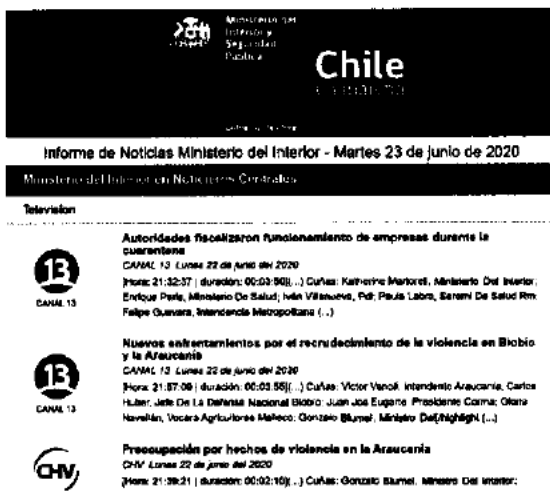 Ministerio del
Interior y
Seguridad
Pública
Chile
Informe de Noticias Ministerio del Interior - Martes 23 de junio de 2020
Ministerio del Interior en Noticieros Centrales
Television
Autoridades fiscalizaron funcionamiento de empresas durante la
cuarentena
CANAL 13 Lunes 22 de junio del 2020
[Hora: 21:32:37 | duración: 00:03:50](...) Cuñas: Katherine Martorell, Ministerio Del Interior;
Enrique Paris, Ministerio De Salud; Iván Villanueva, Pdi; Paula Labra, Seremi De Salud Rm;
Felipe Guevara, Intendencia Metropolitana (...)
13
CANAL 13
Nuevos enfrentamientos por el recrudecimiento de la violencia en Biobío
y la Araucanía
CANAL 13 Lunes 22 de junio del 2020
[Hora: 21:57:09 | duración: 00:03:55](...) Cuñas: Víctor Manoli, Intendente Araucanía, Carlos
Huber, Jefe De La Defensa Nacional Biobío; Juan José Ugarte Presidente Corma; Gloria
Naveillán, Vocera Agricultores Malleco; Gonzalo Blumel, Ministro Del/highlight (...)
13
CANAL 13
Preocupación por hechos de violencia en la Araucanía
CHV Lunes 22 de junio del 2020
[Hora: 21:39:21 | duración: 00:02:10](...) Cuñas: Gonzalo Blumel, Ministro Del Interior;
CHV